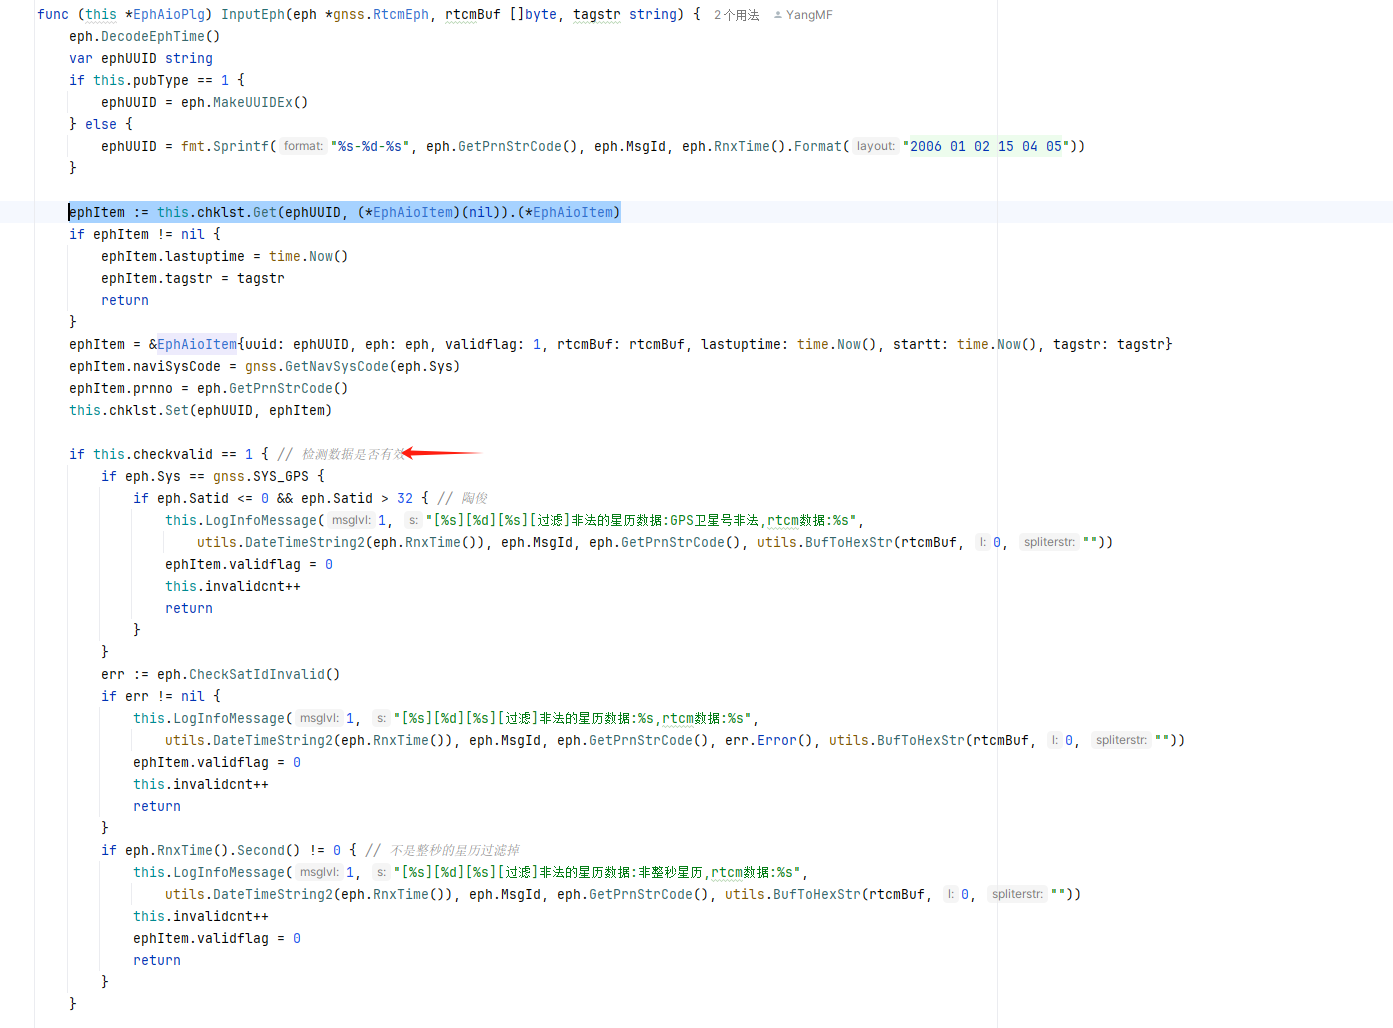 func (this *EphAioPlg) InputEph(eph *gnss.RtcmEph, rtcmBuf []byte, tagstr string) { 2个用法 YangMF
eph.DecodeEphTime()
var ephUUID string
if this.pubType == 1 {
ephUUID = eph.MakeUUIDEx()
} else {
ephUUID = fmt.Sprintf( format: "%s-%d-%s", eph.GetPrnStrCode(), eph.MsgId, eph.RnxTime().Format( layout: "2006 01 02 15 04 05"))
}
ephItem := this.chklst.Get(ephUUID, (*EphAioItem)(nil)).(*EphAioItem)
if ephItem != nil {
ephItem.lastuptime = time.Now()
ephItem.tagstr = tagstr
return
}
ephItem = &EphAioItem{uuid: ephUUID, eph: eph, validflag: 1, rtcmBuf: rtcmBuf, lastuptime: time.Now(), startt: time.Now(), tagstr: tagstr}
ephItem.naviSysCode = gnss.GetNavSysCode(eph.Sys)
ephItem.prnno = eph.GetPrnStrCode()
this.chklst.Set(ephUUID, ephItem)
if this.checkvalid == 1 { // 检测数据是否有效
if eph.Sys == gnss.SYS_GPS {
if eph.Satid <= 0 && eph.Satid > 32 { // 陶俊
this.LogInfoMessage( msglvl: 1, s: "[%s][%d][%s][过滤]非法的星历数据:GPS卫星号非法,rtcm数据:%s",
utils.DateTimeString2(eph.RnxTime()), eph.MsgId, eph.GetPrnStrCode(), utils.BufToHexStr(rtcmBuf, l: 0, spliterstr: ""))
ephItem.validflag = 0
this.invalidcnt++
return
}
}
err := eph.CheckSatIdInvalid()
if err != nil {
this.LogInfoMessage( msglvl: 1, s: "[%s][%d][%s][过滤]非法的星历数据:%s,rtcm数据:%s",
utils.DateTimeString2(eph.RnxTime()), eph.MsgId, eph.GetPrnStrCode(), err.Error(), utils.BufToHexStr(rtcmBuf, l: 0, spliterstr: ""))
ephItem.validflag = 0
this.invalidcnt++
return
}
if eph.RnxTime().Second() != 0 { // 不是整秒的星历过滤掉
this.LogInfoMessage( msglvl: 1, s: "[%s][%d][%s][过滤]非法的星历数据:非整秒星历,rtcm数据:%s",
utils.DateTimeString2(eph.RnxTime()), eph.MsgId, eph.GetPrnStrCode(), utils.BufToHexStr(rtcmBuf, l: 0, spliterstr: ""))
this.invalidcnt++
ephItem.validflag = 0
return
}
}